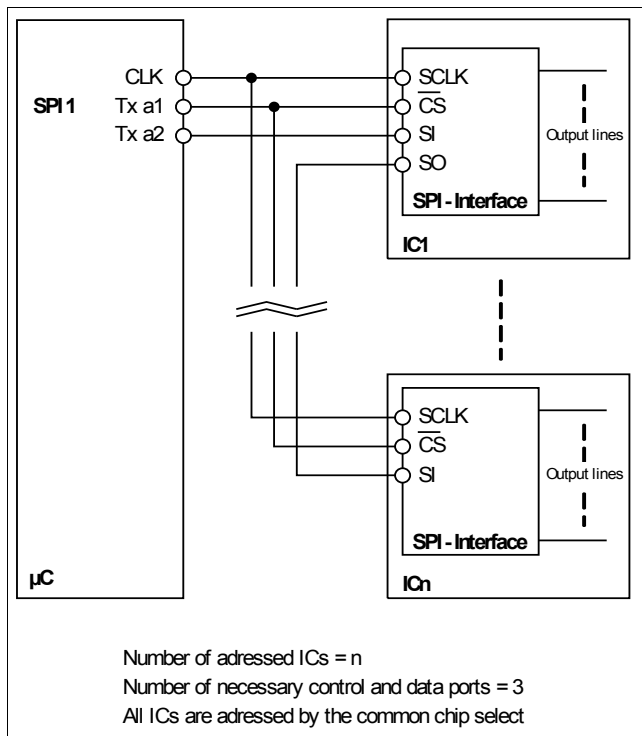 CLK
SPI 1
Tx a1
Tx a2
SCLK
CS
SI
SO
Output lines
SPI - Interface
IC1
SCLK
CS
SI
Output lines
SPI - Interface
µC
ICn
Number of adressed ICs = n
Number of necessary control and data ports = 3
All ICs are adressed by the common chip select